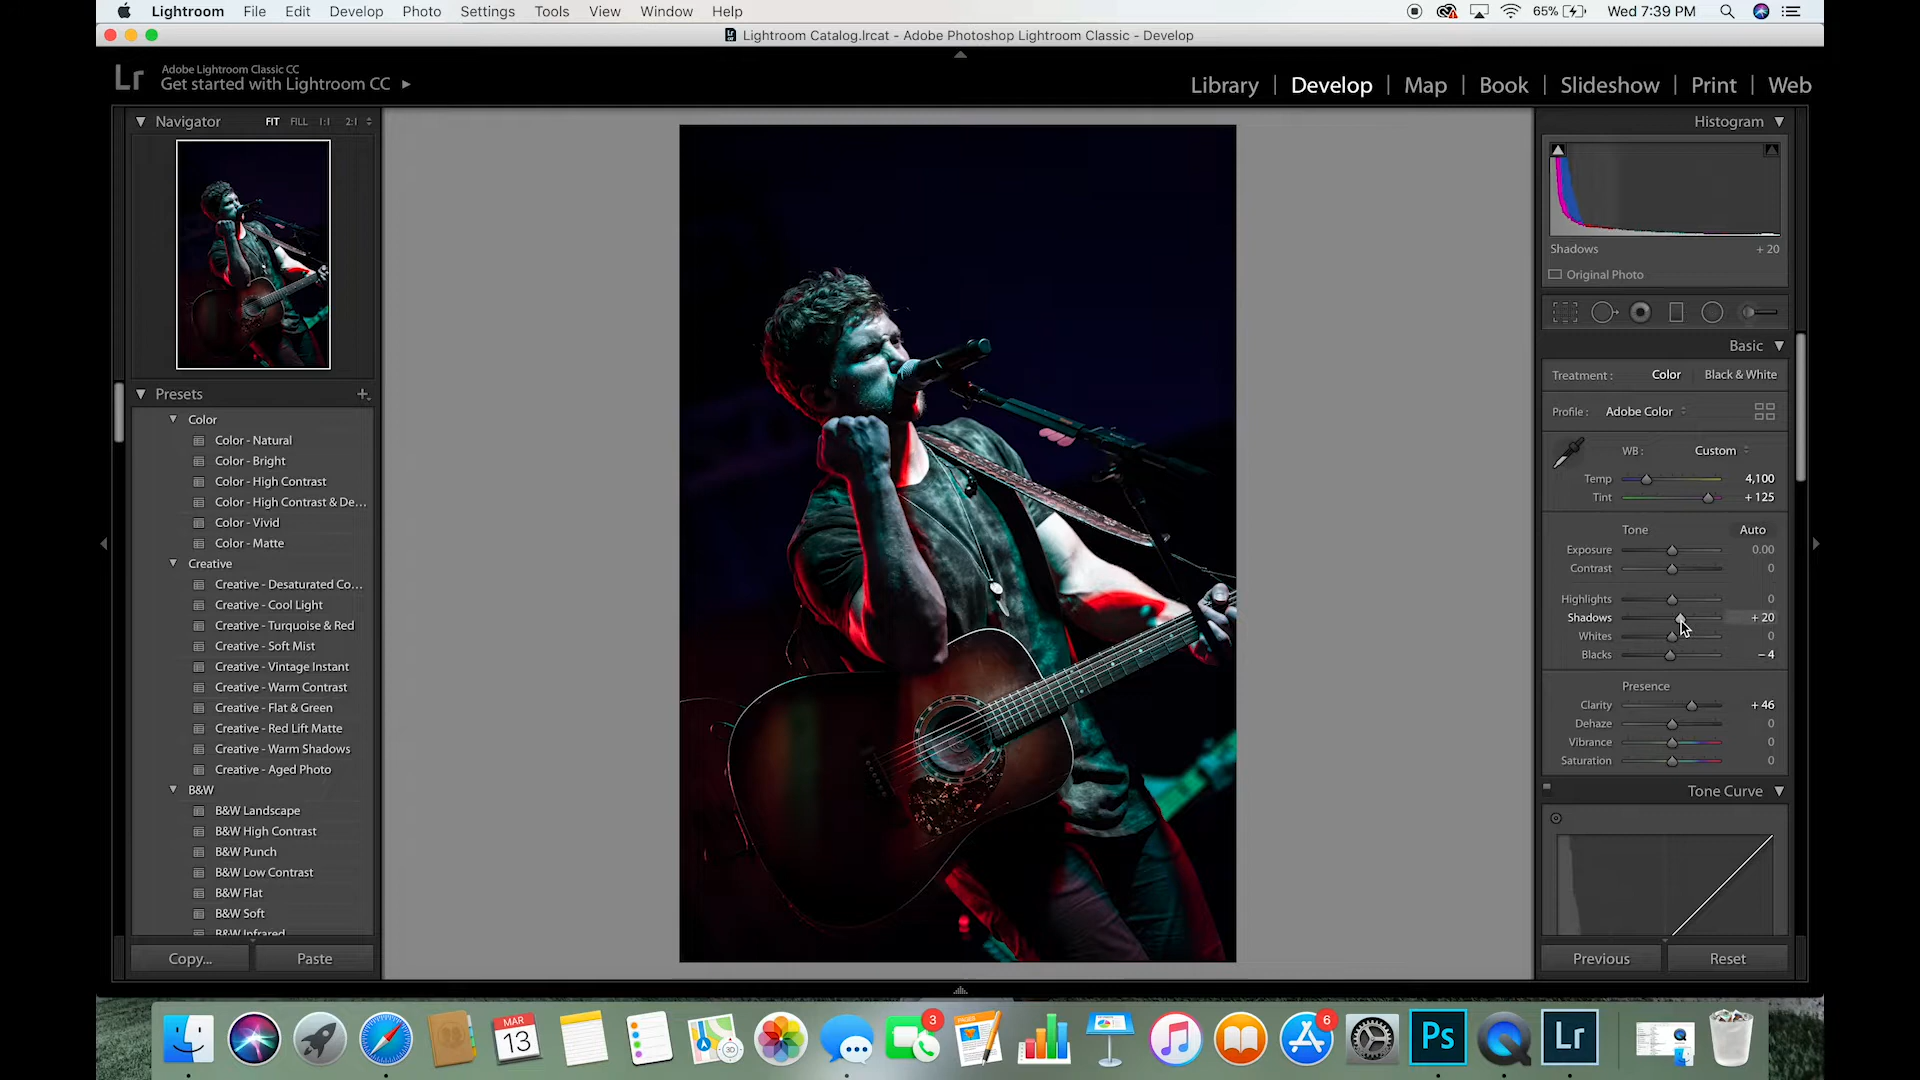 Lightroom File Edit Develop Photo Settings Tools View Window Help 65% Wed 7:39 PM
Lightroom Catalog.lrcat - Adobe Photoshop Lightroom Classic - Develop
Lr Adobe Lightroom Classic CC
Get started with Lightroom CC
Library | Develop | Map | Book | Slideshow | Print | Web
Navigator FIT FILL 1:1 2:1
Presets
Color
Color - Natural
Color - Bright
Color - High Contrast
Color - High Contrast & De...
Color - Vivid
Color - Matte
Creative
Creative - Desaturated Co...
Creative - Cool Light
Creative - Turquoise & Red
Creative - Soft Mist
Creative - Vintage Instant
Creative - Warm Contrast
Creative - Flat & Green
Creative - Red Lift Matte
Creative - Warm Shadows
Creative - Aged Photo
B&W
B&W Landscape
B&W High Contrast
B&W Punch
B&W Low Contrast
B&W Flat
B&W Soft
B&W Infrared
Copy... Paste
Histogram
Shadows + 20
Original Photo
Basic
Treatment : Color Black & White
Profile : Adobe Color
WB : Custom
Temp 4,100
Tint + 125
Tone Auto
Exposure 0.00
Contrast 0
Highlights 0
Shadows + 20
Whites 0
Blacks – 4
Presence
Clarity + 46
Dehaze 0
Vibrance 0
Saturation 0
Tone Curve
Previous Reset
MAR
13
3D
3
PAGES
6
Ps
Lr